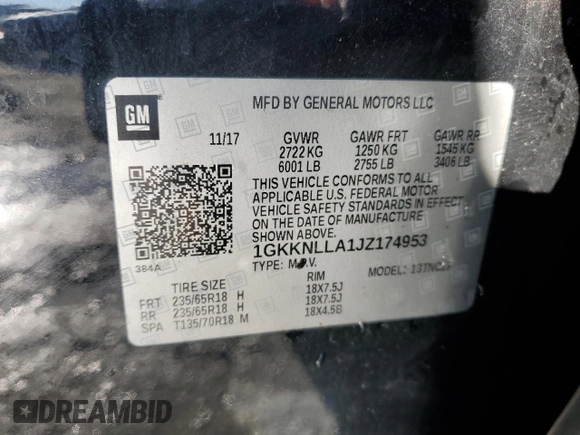 GM
MFD BY GENERAL MOTORS LLC
11/17 GVWR GAWR FRT GAWR RR
2722 KG 1250 KG 1545 KG
6001 LB 2755 LB 3406 LB
THIS VEHICLE CONFORMS TO ALL
APPLICABLE U.S. FEDERAL MOTOR
VEHICLE SAFETY STANDARDS IN EFFECT
ON THE DATE OF MANUFACTURE
SHOWN ABOVE.
1GKKNLLA1JZ174953
3B4A
TYPE: M.P.V. MODEL:
TIRE SIZE RIM
FRT 235/65R18 H 18X7.5J
RR 235/65R18 H 18X7.5J
SPA T135/70R18 M 18X4.5B
DREAMBID